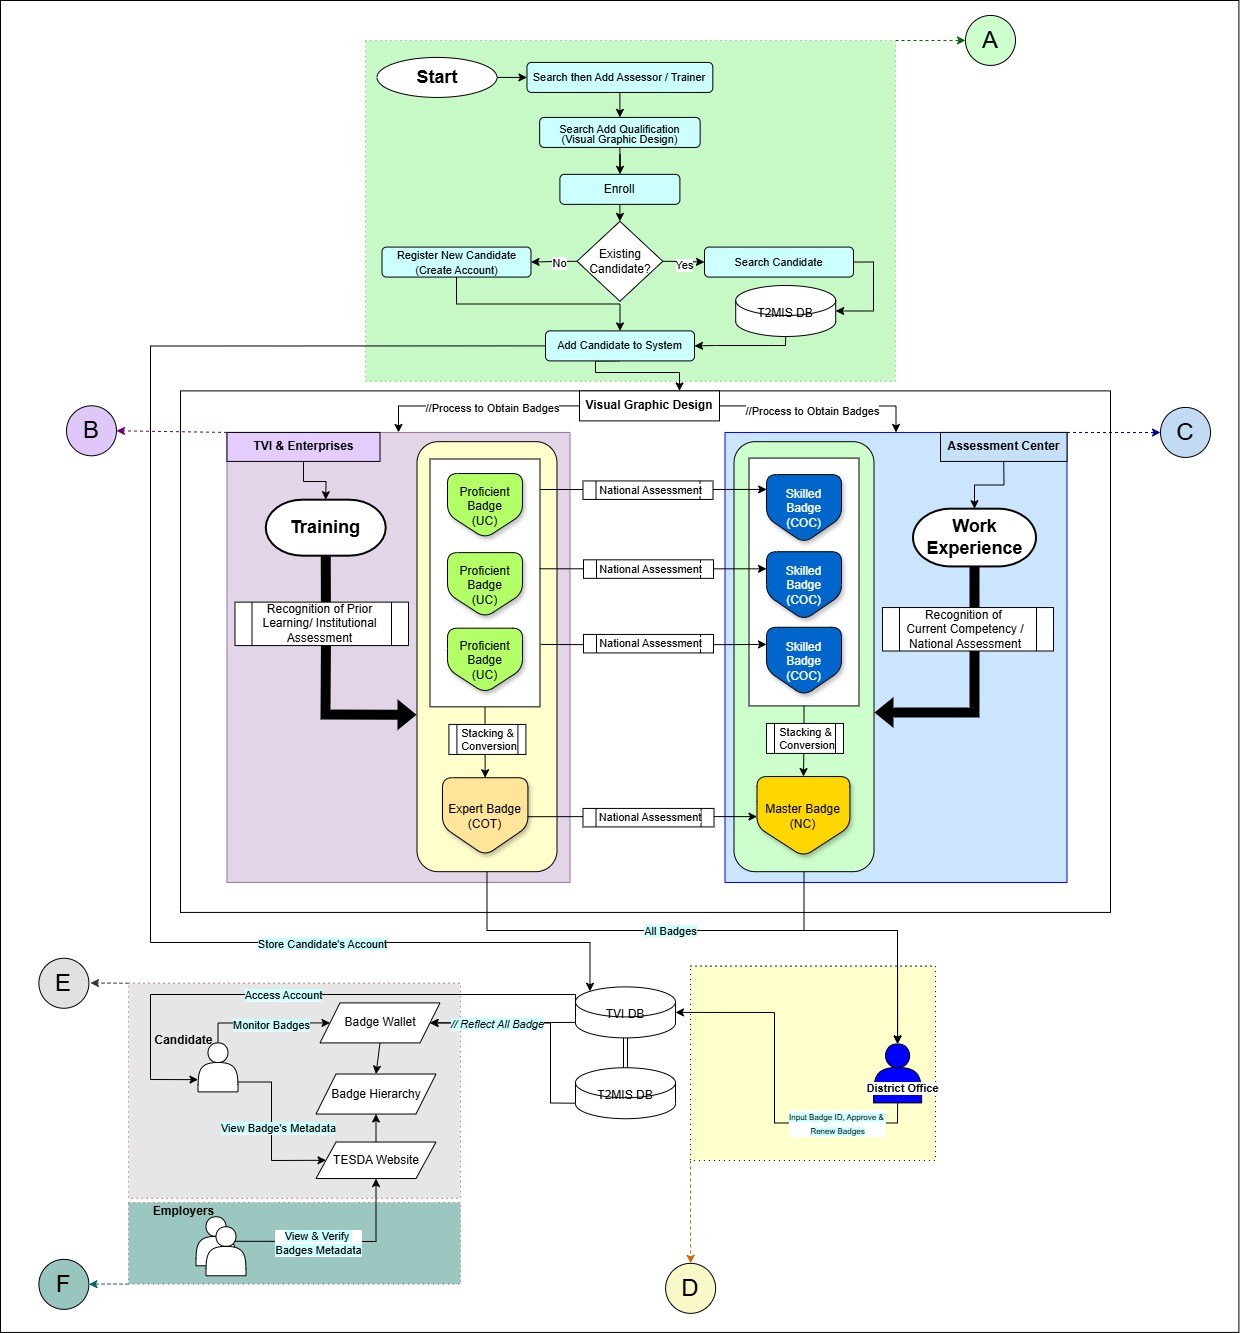 A
Start
Search then Add Assessor / Trainer
Search Add Qualification
(Visual Graphic Design)
Enroll
Existing
Candidate?
No
Yes
Register New Candidate
(Create Account)
Search Candidate
T2MIS DB
Add Candidate to System
Visual Graphic Design
//Process to Obtain Badges
//Process to Obtain Badges
B
C
TVI & Enterprises
Assessment Center
Training
Recognition of Prior
Learning/ Institutional
Assessment
Proficient
Badge
(UC)
Proficient
Badge
(UC)
Proficient
Badge
(UC)
Stacking &
Conversion
Expert Badge
(COT)
National Assessment
National Assessment
National Assessment
National Assessment
Skilled
Badge
(COC)
Skilled
Badge
(COC)
Skilled
Badge
(COC)
Stacking &
Conversion
Master Badge
(NC)
Work
Experience
Recognition of
Current Competency /
National Assessment
All Badges
Store Candidate's Account
E
Access Account
Candidate
Monitor Badges
Badge Wallet
// Reflect All Badge
Badge Hierarchy
View Badge's Metadata
TESDA Website
TVI DB
T2MIS DB
District Office
Input Badge ID, Approve &
Renew Badges
Employers
View & Verify
Badges Metadata
F
D